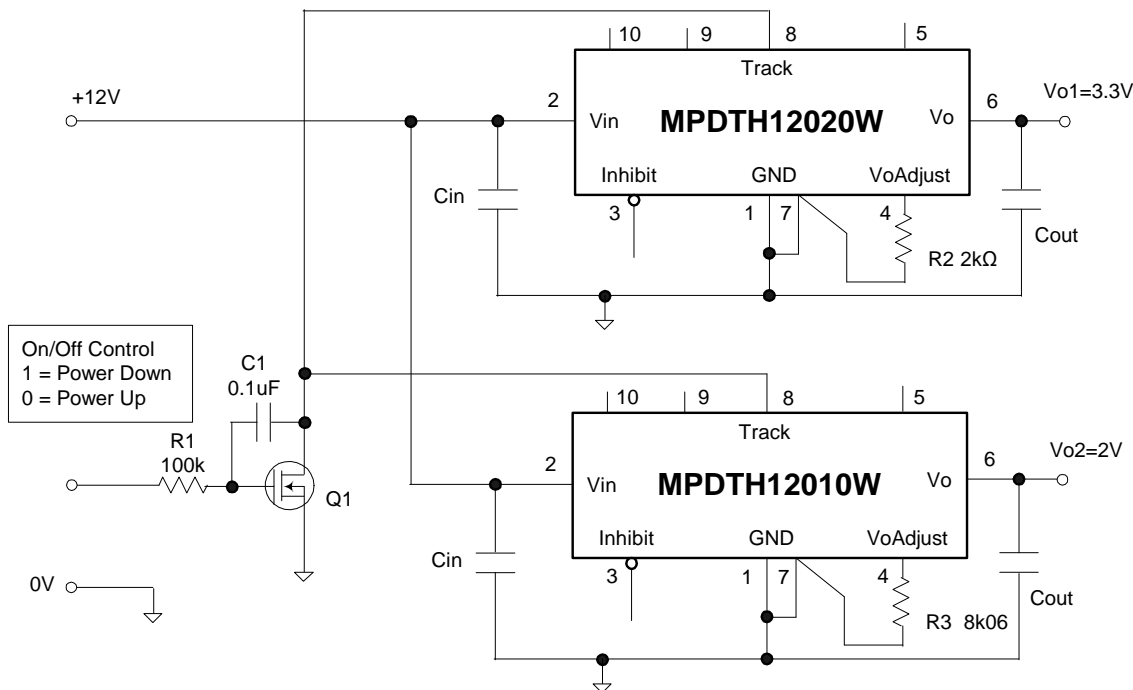 10
9
8
5
Track
+12V
2
Vin
MPDTH12020W
Vo
6
Vo1=3.3V
Inhibit
GND
VoAdjust
Cin
3
1
7
4
R2 2kΩ
Cout
On/Off Control
1 = Power Down
0 = Power Up
C1
0.1uF
R1
100k
Q1
0V
10
9
8
5
Track
2
Vin
MPDTH12010W
Vo
6
Vo2=2V
Inhibit
GND
VoAdjust
Cin
3
1
7
4
R3 8k06
Cout